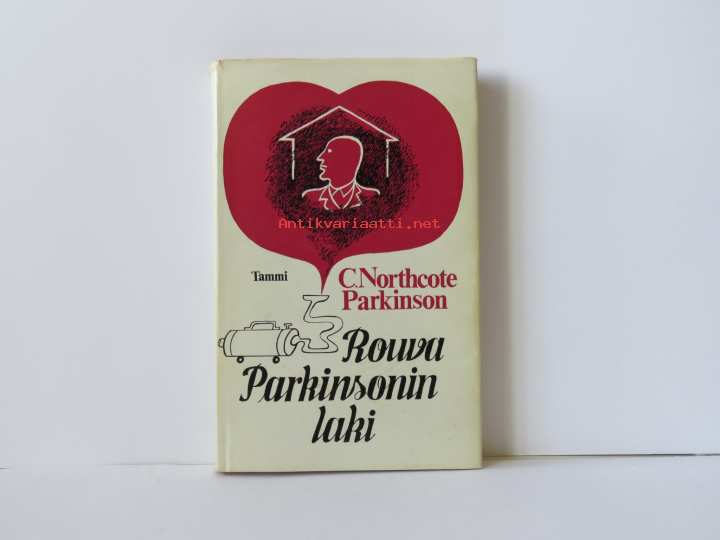 Antikvariaatti.net
Tammi
C.Northcote
Parkinson
Rouva
Parkinsonin
laki